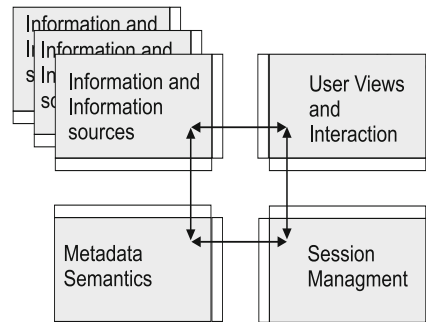 Information and
Information and
Information and
Information
sources
User Views
and
Interaction
Metadata
Semantics
Session
Managment